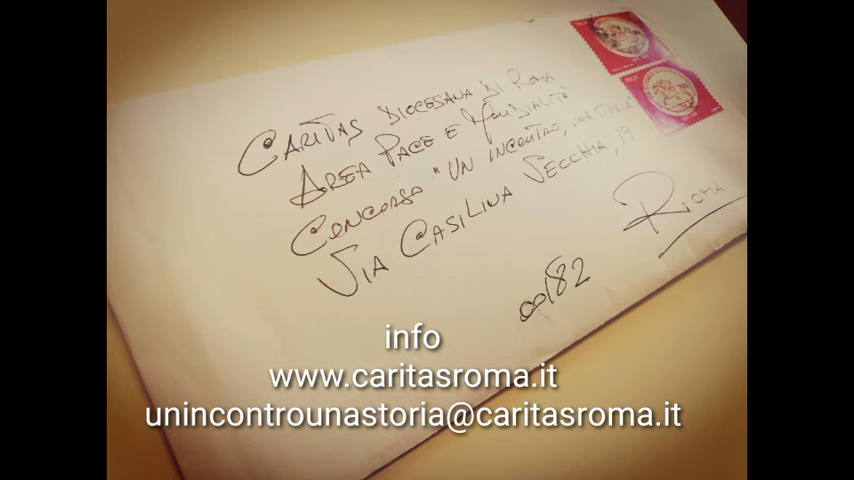 CARITAS DIOCESANA DI ROMA
AREA PACE E MONDIALITÀ
CONCORSO "UN INCONTRO, UNA STORIA"
VIA CASILINA VECCHIA, 19
00182
ROMA
info
www.caritasroma.it
unincontrounastoria@caritasroma.it